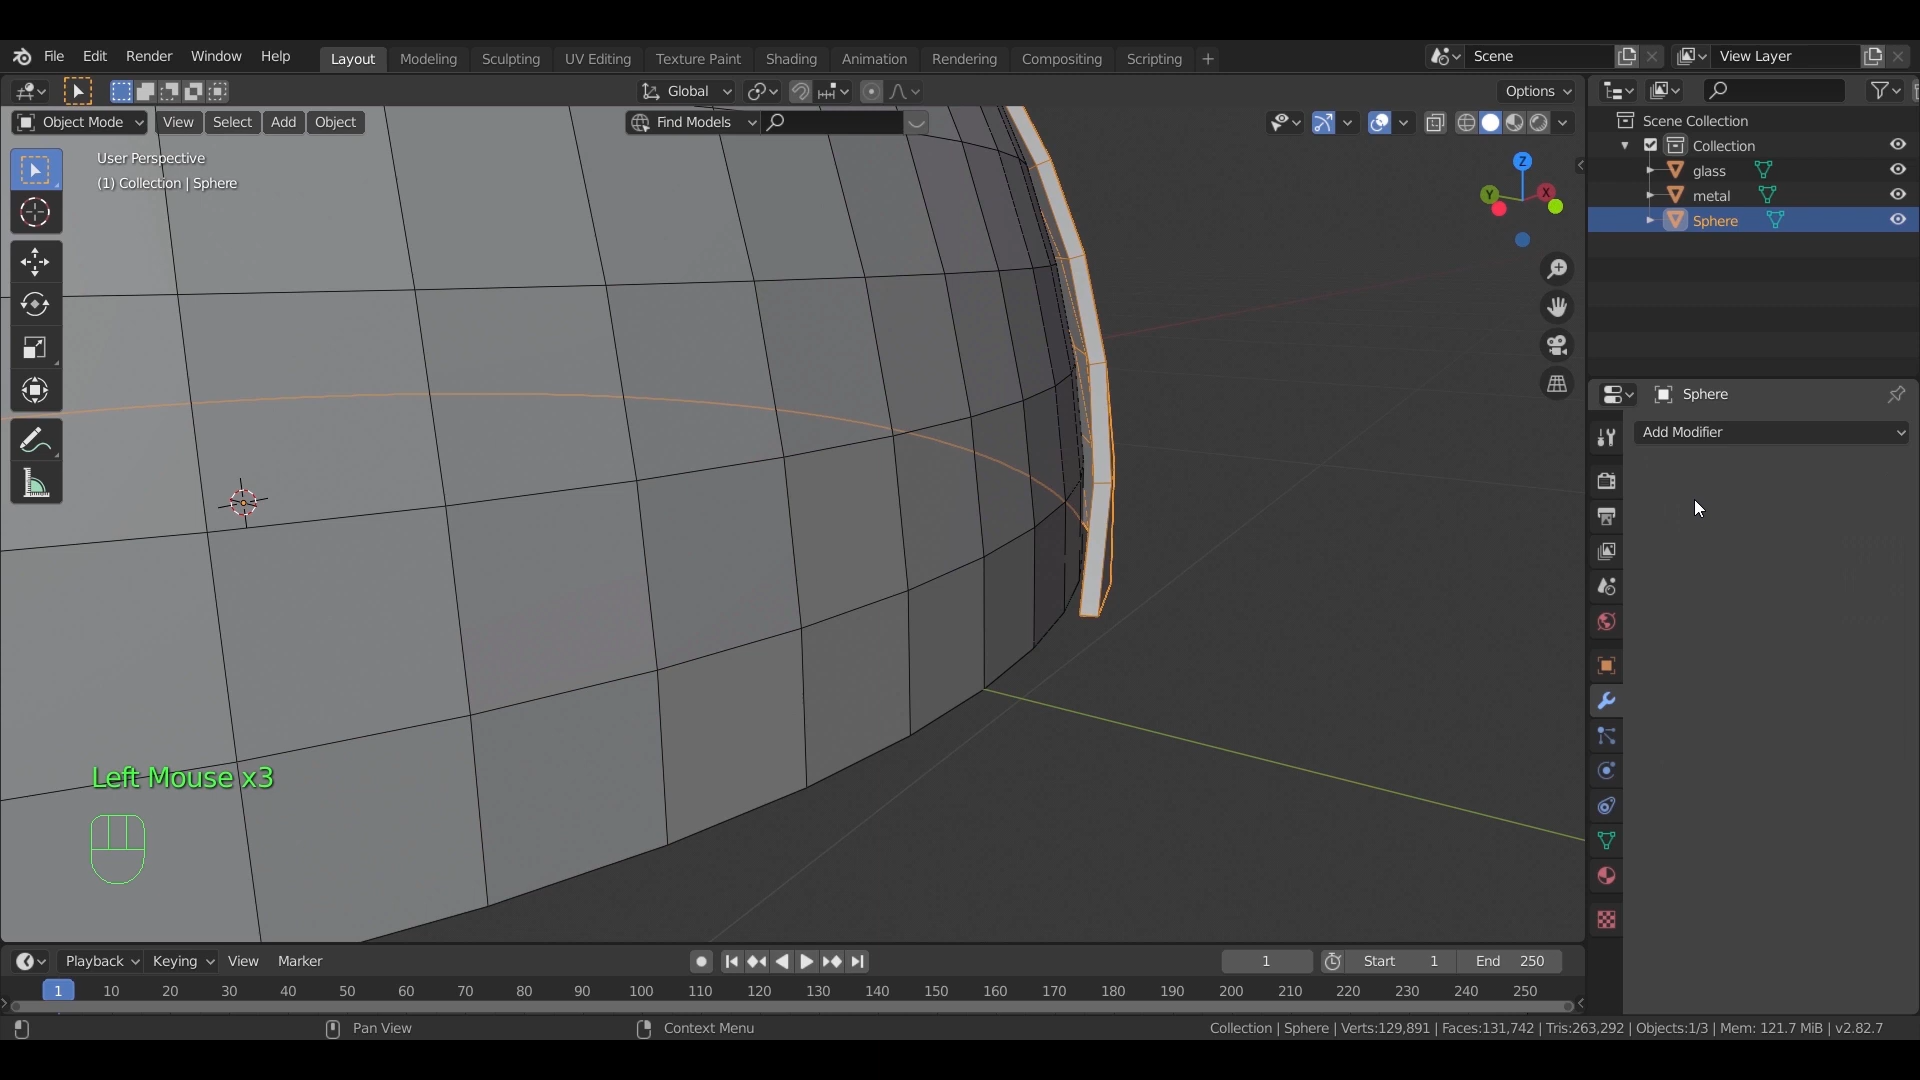 File Edit Render Window Help Layout Modeling Sculpting UV Editing Texture Paint Shading Animation Rendering Compositing Scripting + Scene View Layer
Global Options
Object Mode View Select Add Object Find Models
User Perspective
(1) Collection | Sphere
Z
Y
X
Scene Collection
Collection
glass
metal
Sphere
Sphere
Add Modifier
Left Mouse x3
Playback Keying View Marker 1 Start 1 End 250
1 10 20 30 40 50 60 70 80 90 100 110 120 130 140 150 160 170 180 190 200 210 220 230 240 250
Pan View Context Menu Collection | Sphere | Verts:129,891 | Faces:131,742 | Tris:263,292 | Objects:1/3 | Mem: 121.7 MiB | v2.82.7